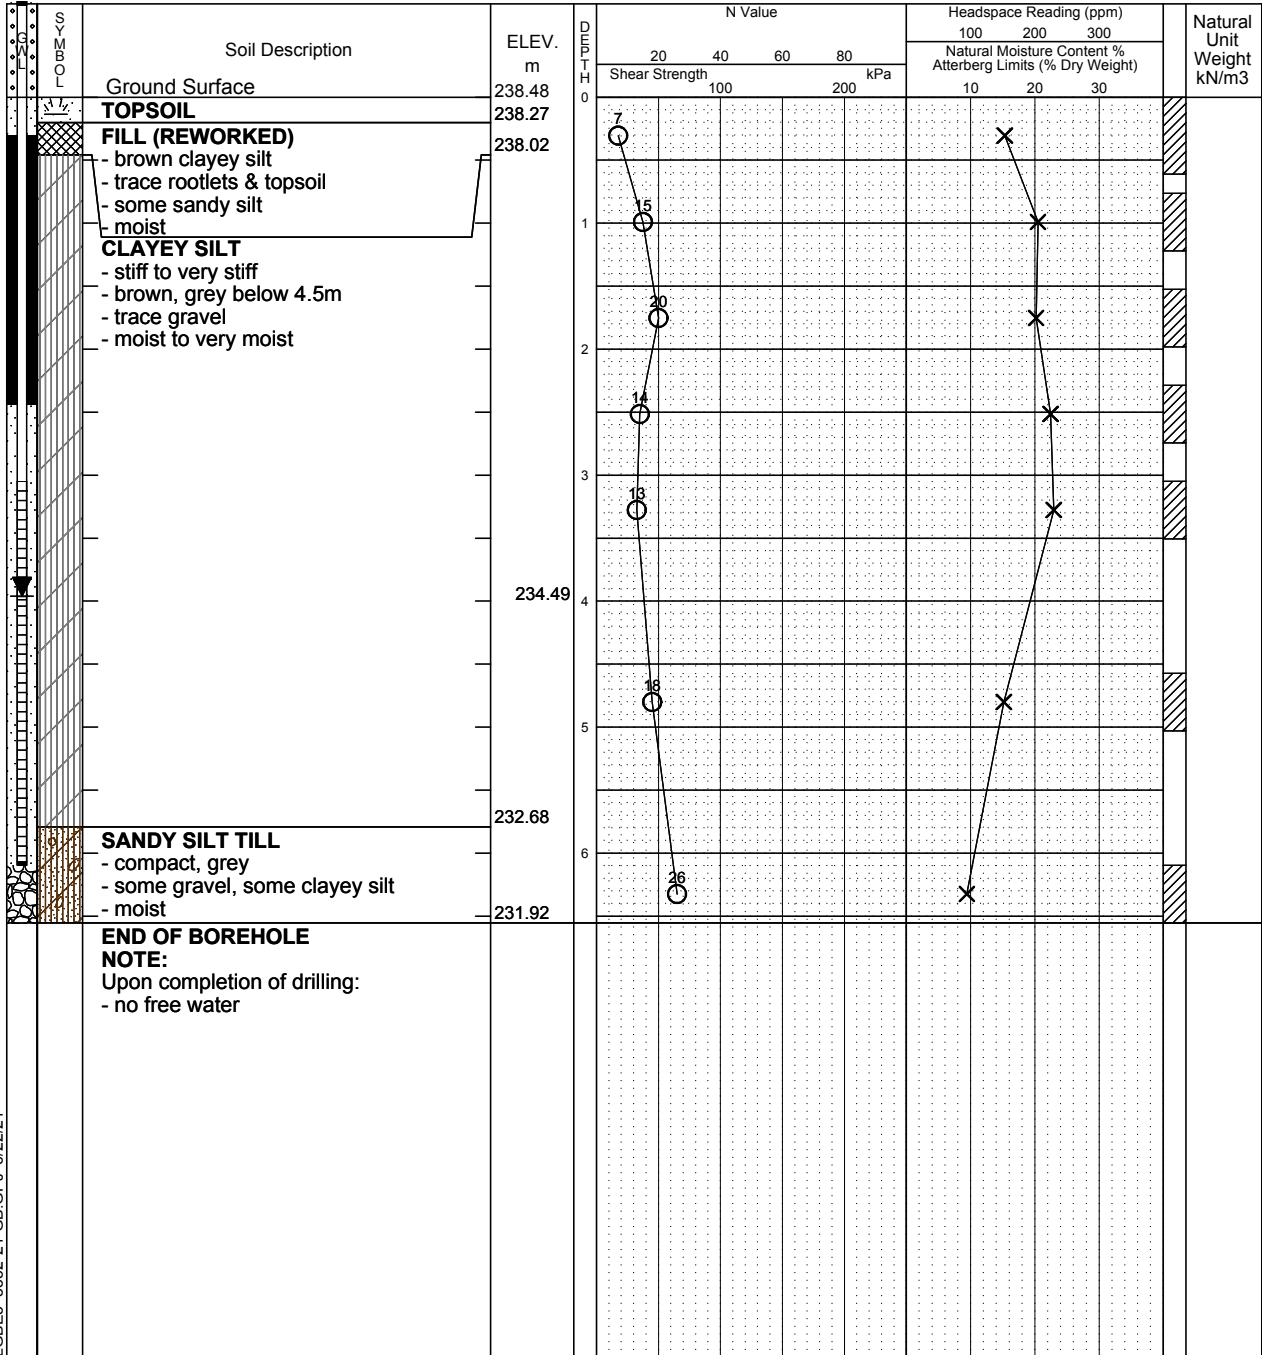 GWL
SYMBOL
Soil Description
Ground Surface
ELEV.
m
238.48
DEPTH
N Value
20 40 60 80
Shear Strength kPa
100 200
Headspace Reading (ppm)
100 200 300
Natural Moisture Content %
Atterberg Limits (% Dry Weight)
10 20 30
Natural
Unit
Weight
kN/m3
0
TOPSOIL
238.27
FILL (REWORKED)
238.02
- brown clayey silt
- trace rootlets & topsoil
- some sandy silt
- moist
CLAYEY SILT
- stiff to very stiff
- brown, grey below 4.5m
- trace gravel
- moist to very moist
7
15
1
20
2
14
3
13
234.49
4
18
5
232.68
SANDY SILT TILL
- compact, grey
- some gravel, some clayey silt
- moist
6
26
231.92
END OF BOREHOLE
NOTE:
Upon completion of drilling:
- no free water